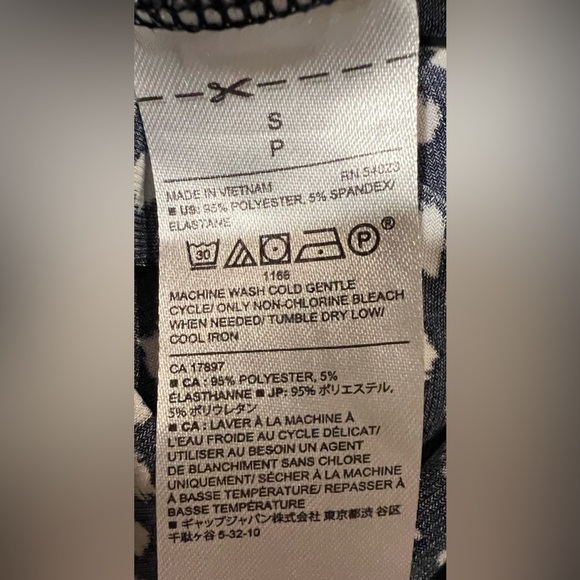 S
P
MADE IN VIETNAM RN 54023
■ US: 95% POLYESTER, 5% SPANDEX/
ELASTANE
30 P ®
1166
MACHINE WASH COLD GENTLE
CYCLE/ ONLY NON-CHLORINE BLEACH
WHEN NEEDED/ TUMBLE DRY LOW/
COOL IRON
CA 17897
■ CA : 95% POLYESTER, 5%
ÉLASTHANNE ■ JP: 95% ポリエステル,
5% ポリウレタン
■ CA : LAVER À LA MACHINE À
L'EAU FROIDE AU CYCLE DÉLICAT/
UTILISER AU BESOIN UN AGENT
DE BLANCHIMENT SANS CHLORE
UNIQUEMENT/ SÉCHER À LA MACHINE
À BASSE TEMPÉRATURE/ REPASSER À
BASSE TEMPÉRATURE
■ ギャップジャパン株式会社 東京都渋 谷区
千駄ヶ谷 5-32-10